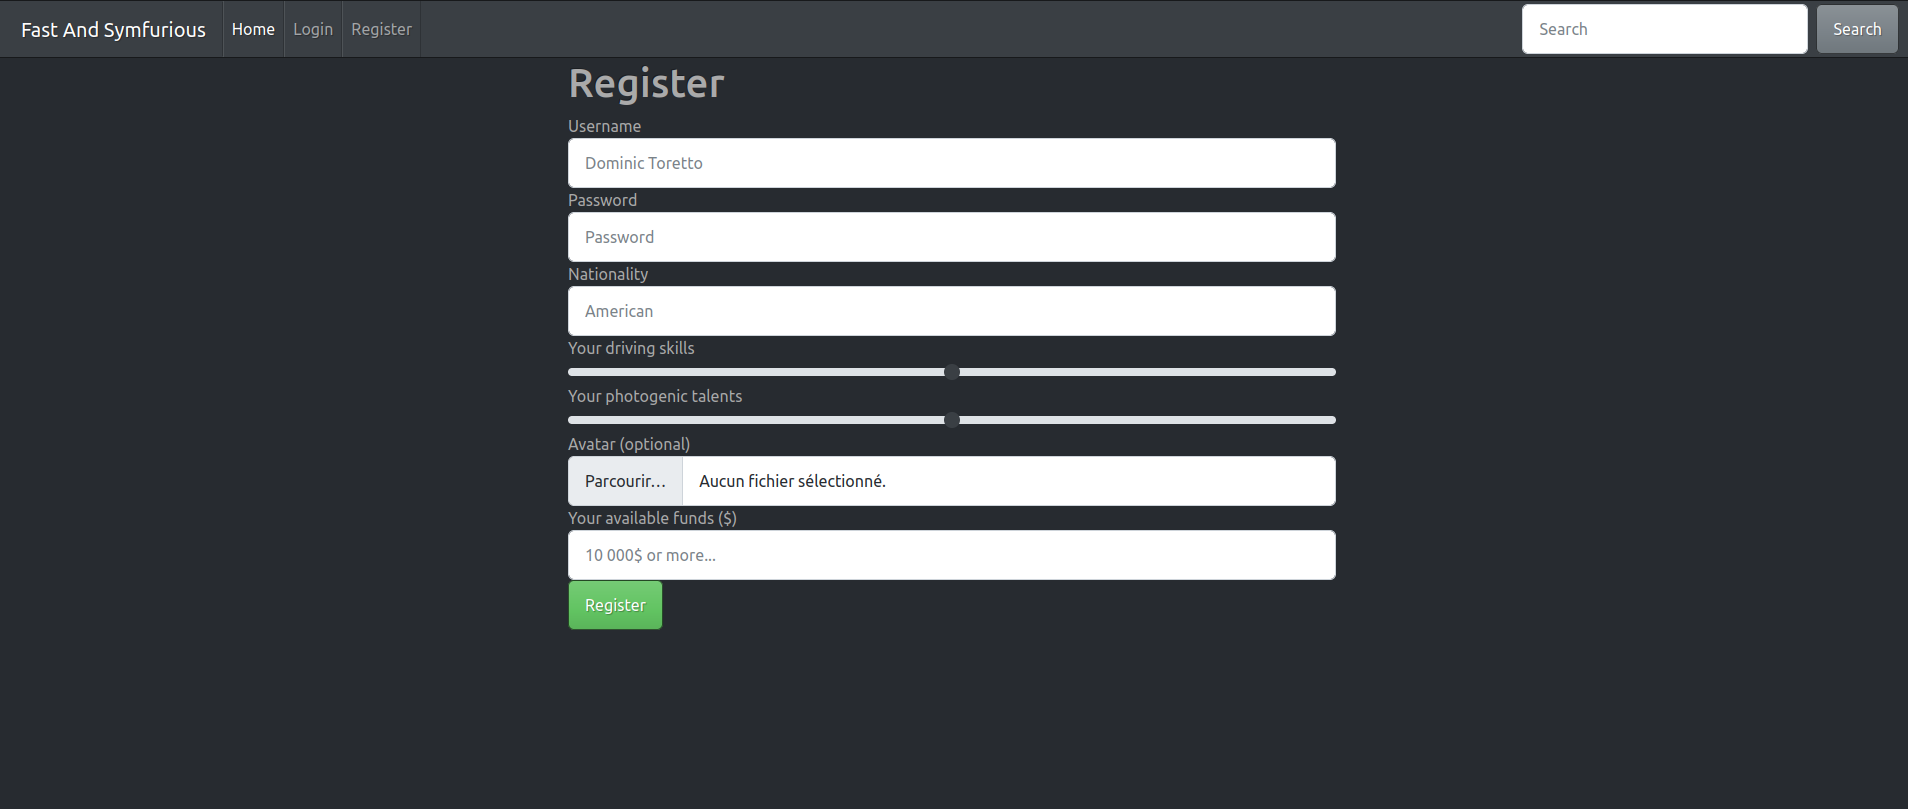 Fast And Symfurious Home Login Register Search Search
Register
Username
Dominic Toretto
Password
Password
Nationality
American
Your driving skills
Your photogenic talents
Avatar (optional)
Parcourir... Aucun fichier sélectionné.
Your available funds ($)
10 000$ or more...
Register